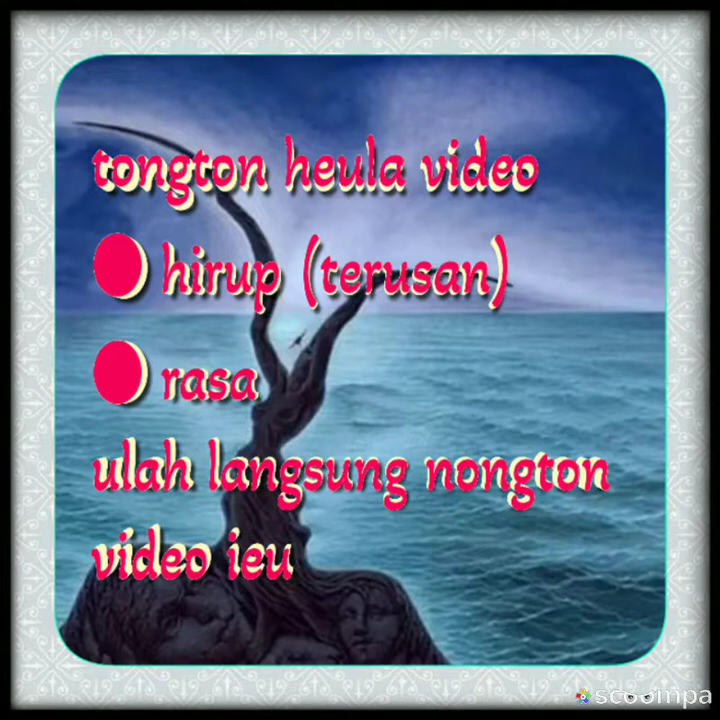 tongton heula video
● hirup (terusan)
● rasa
ulah langsung nongton
video ieu
scoompa